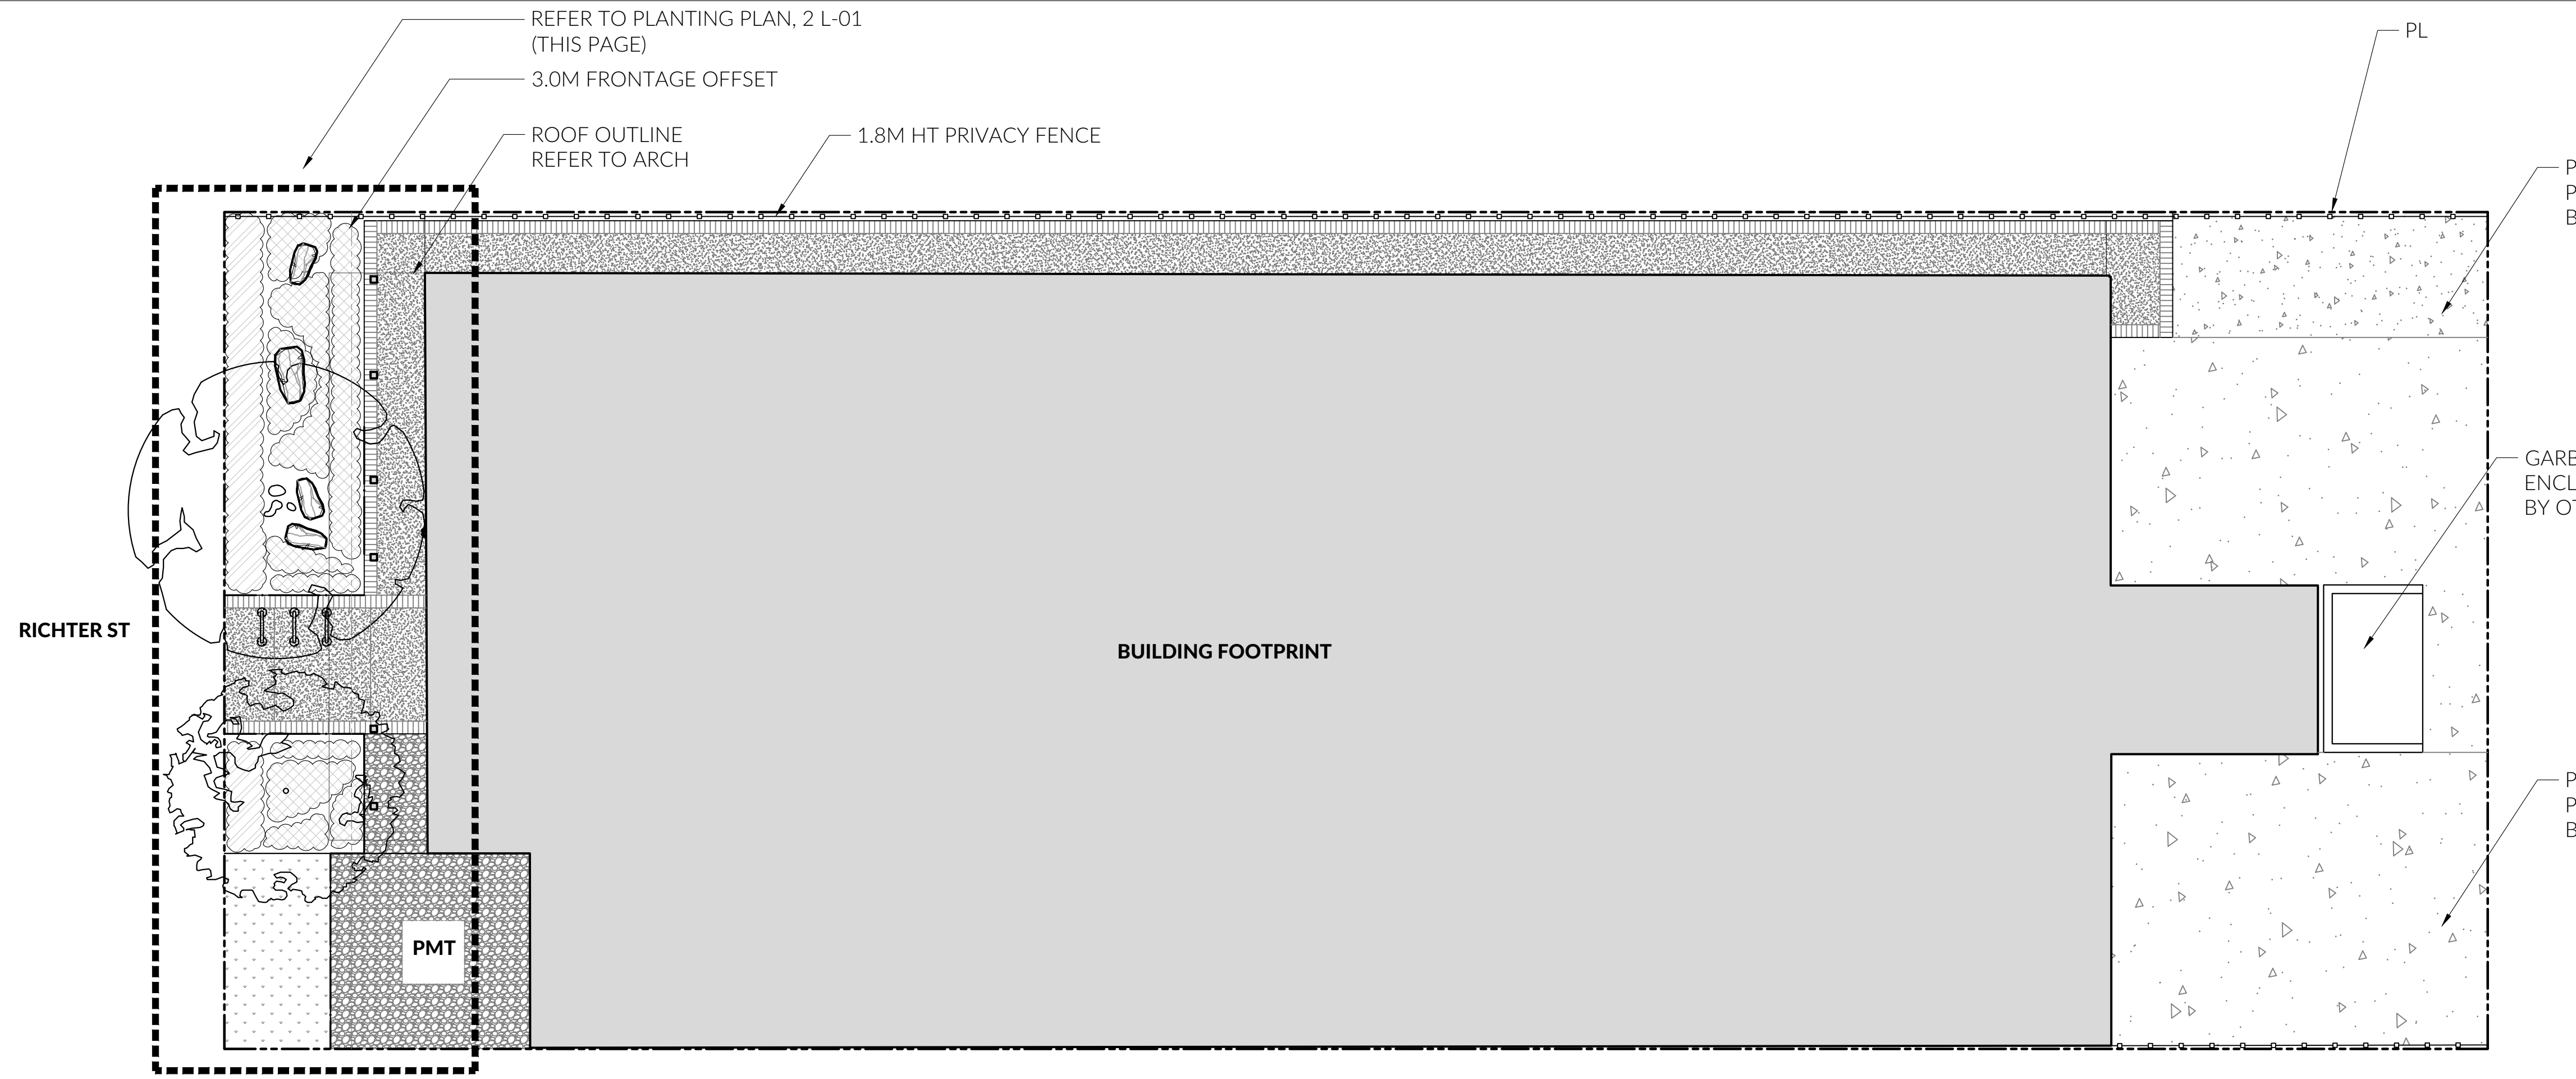 REFER TO PLANTING PLAN, 2 L-01
(THIS PAGE)
3.0M FRONTAGE OFFSET
ROOF OUTLINE
REFER TO ARCH
1.8M HT PRIVACY FENCE
PL
RICHTER ST
BUILDING FOOTPRINT
BY
PMT